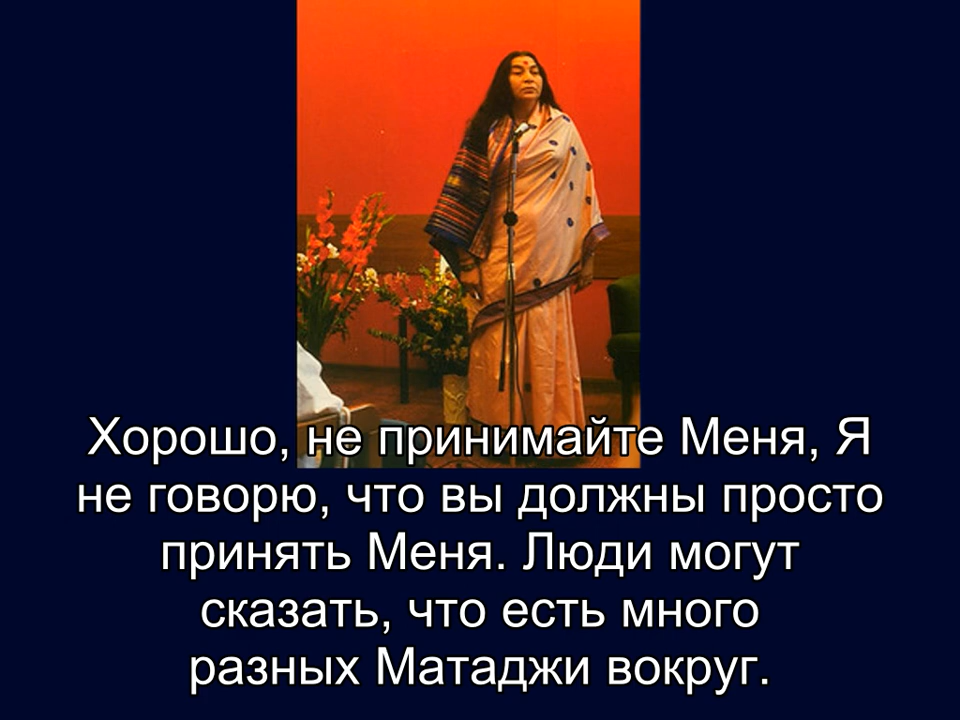 Хорошо, не принимайте Меня, Я
не говорю, что вы должны просто
принять Меня. Люди могут
сказать, что есть много
разных Матаджи вокруг.